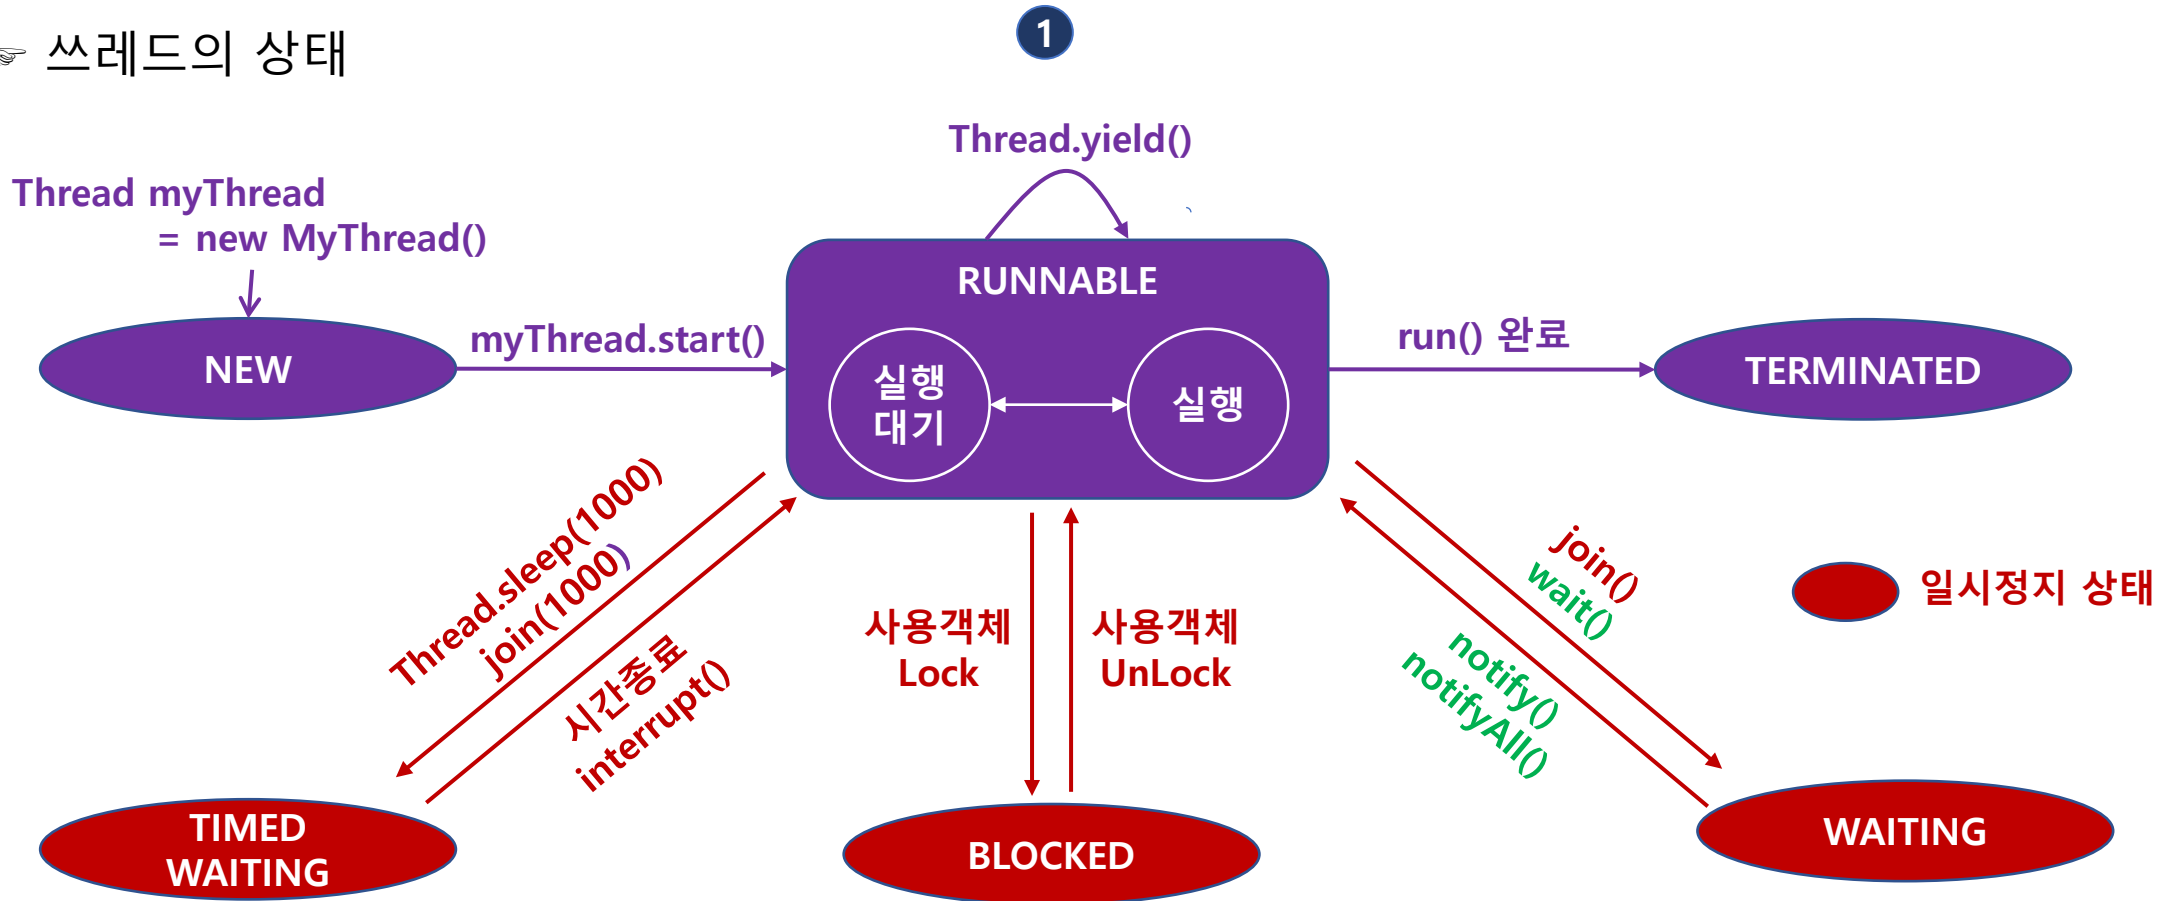 1
☞ 쓰레드의 상태
Thread.yield()
Thread myThread
= new MyThread()
RUNNABLE
NEW
myThread.start()
실행
대기
실행
run() 완료
TERMINATED
Thread.sleep(1000)
join(1000)
시간종료
interrupt()
사용객체
Lock
사용객체
UnLock
join()
wait()
notify()
notifyAll()
일시정지 상태
TIMED
WAITING
BLOCKED
WAITING